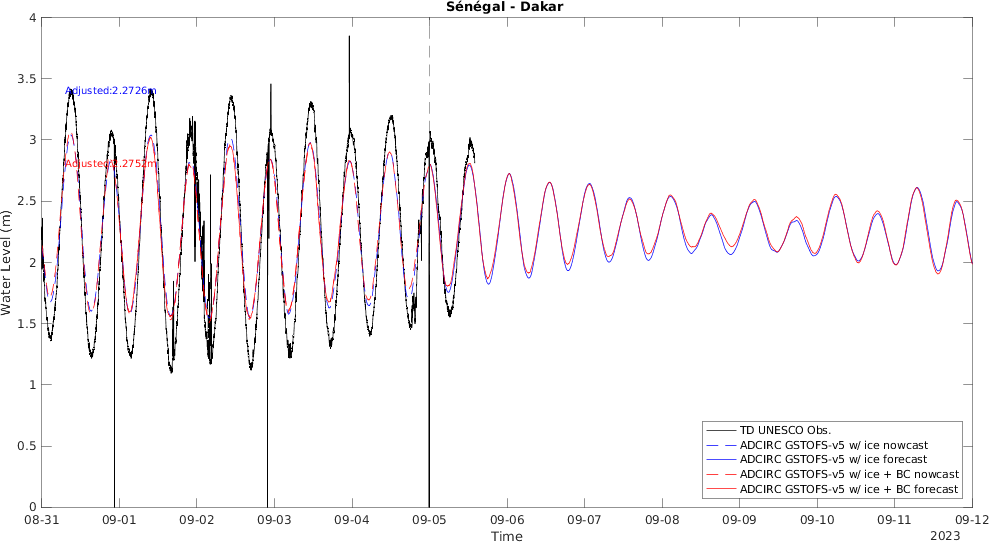 Sénégal - Dakar
4
3.5
3
2.5
2
1.5
1
0.5
0
Water Level (m)
Adjusted:2.2726m
Adjusted:2.2752m
TD UNESCO Obs.
ADCIRC GSTOFS-v5 w/ ice nowcast
ADCIRC GSTOFS-v5 w/ ice forecast
ADCIRC GSTOFS-v5 w/ ice + BC nowcast
ADCIRC GSTOFS-v5 w/ ice + BC forecast
08-31 09-01 09-02 09-03 09-04 09-05 09-06 09-07 09-08 09-09 09-10 09-11 09-12
Time
2023